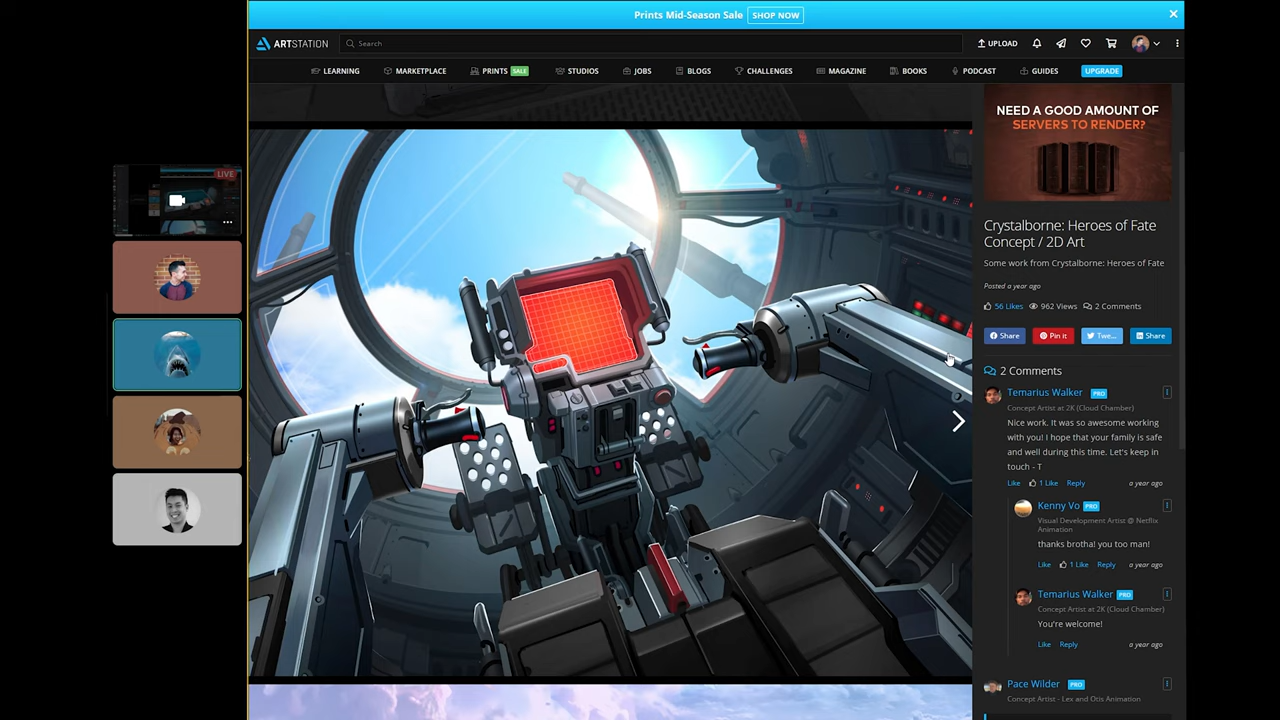 Prints Mid-Season Sale SHOP NOW
ARTSTATION Search UPLOAD
LEARNING MARKETPLACE PRINTS SALE STUDIOS JOBS BLOGS CHALLENGES MAGAZINE BOOKS PODCAST GUIDES UPGRADE
LIVE
NEED A GOOD AMOUNT OF
SERVERS TO RENDER?
Crystalborne: Heroes of Fate
Concept / 2D Art
Some work from Crystalborne: Heroes of Fate
Posted a year ago
56 Likes 962 Views 2 Comments
Share Pin it Twe... Share
2 Comments
Temarius Walker PRO
Concept Artist at 2K (Cloud Chamber)
Nice work. It was so awesome working
with you! I hope that your family is safe
and well during this time. Let's keep in
touch - T
Like 1 Like Reply a year ago
Kenny Vo PRO
Visual Development Artist @ Netflix
Animation
thanks brotha! you too man!
Like 1 Like Reply a year ago
Temarius Walker PRO
Concept Artist at 2K (Cloud Chamber)
You're welcome!
Like Reply a year ago
Pace Wilder PRO
Concept Artist - Lex and Otis Animation